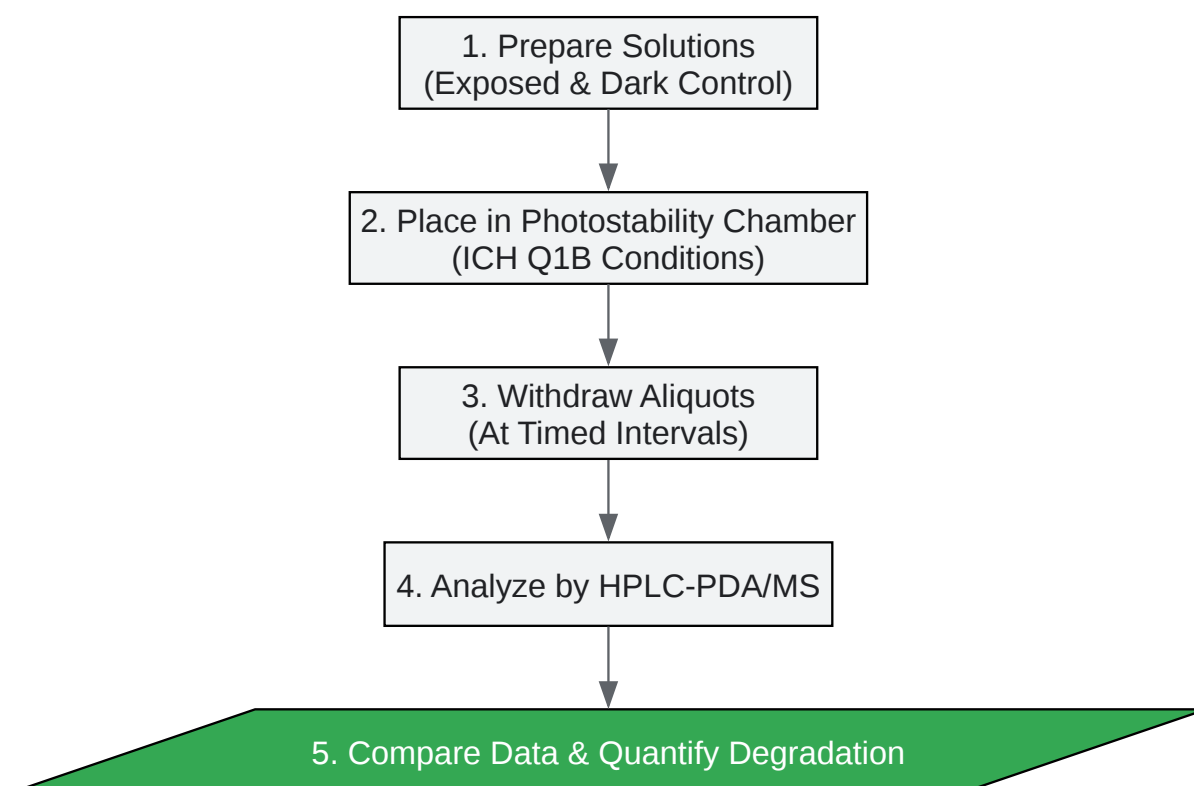 1. Prepare Solutions
(Exposed & Dark Control)
2. Place in Photostability Chamber
(ICH Q1B Conditions)
3. Withdraw Aliquots
(At Timed Intervals)
4. Analyze by HPLC-PDA/MS
5. Compare Data & Quantify Degradation